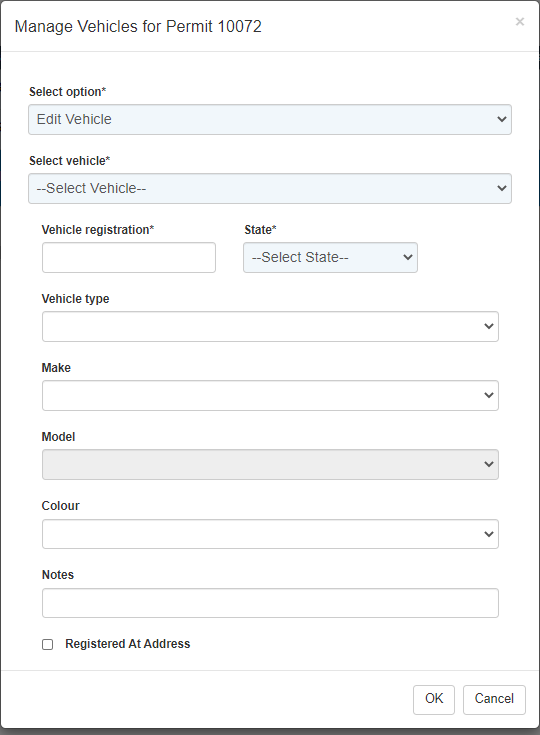 Manage Vehicles for Permit 10072
×
Select option*
Edit Vehicle
Select vehicle*
--Select Vehicle--
Vehicle registration* State*
--Select State--
Vehicle type
Make
Model
Colour
Notes
Registered At Address
OK Cancel